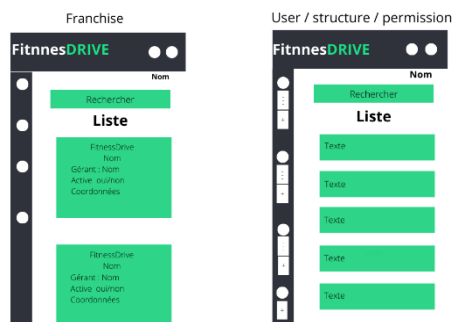 Franchise
FitnnesDRIVE
Nom
Rechercher
Liste
FitnessDrive
Nom
Gérant : Nom
Active oui/non
Coordonnées
FitnessDrive
Nom
Gérant : Nom
Active oui/non
Coordonnées
User / structure / permission
FitnnesDRIVE
Nom
Rechercher
Liste
Texte
Texte
Texte
Texte
Texte